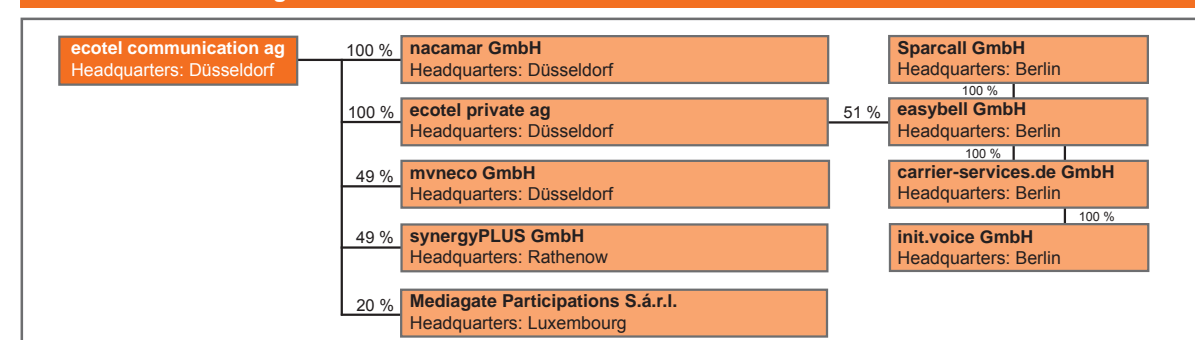 ecotel communication ag
Headquarters: Düsseldorf
100 %
nacamar GmbH
Headquarters: Düsseldorf
100 %
ecotel private ag
Headquarters: Düsseldorf
49 %
mvneco GmbH
Headquarters: Düsseldorf
49 %
synergyPLUS GmbH
Headquarters: Rathenow
20 %
Mediagate Participations S.á.r.l.
Headquarters: Luxembourg
51 %
Sparcall GmbH
Headquarters: Berlin
100 %
easybell GmbH
Headquarters: Berlin
100 %
carrier-services.de GmbH
Headquarters: Berlin
100 %
init.voice GmbH
Headquarters: Berlin